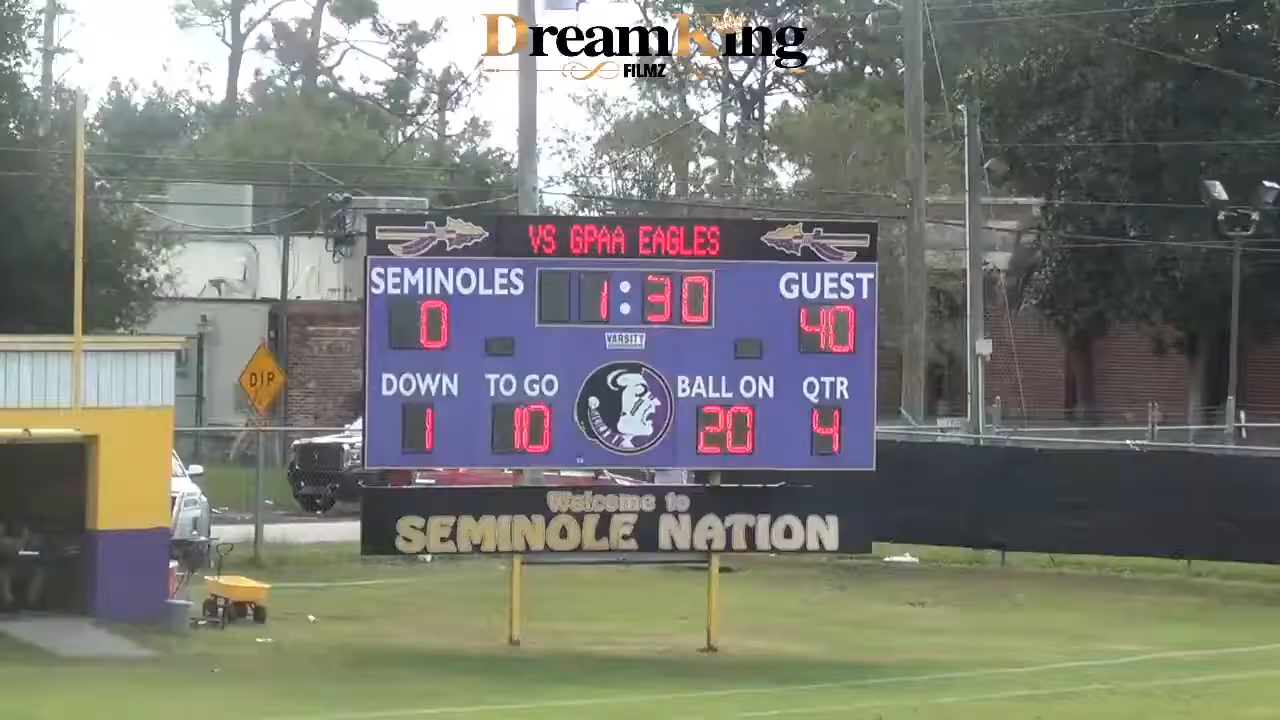 DreamKing
FILMZ
VS GPAA EAGLES
SEMINOLES 1:30 GUEST
0 40
VARSITY
DOWN TO GO BALL ON QTR
1 10 20 4
DIP
Welcome to
SEMINOLE NATION